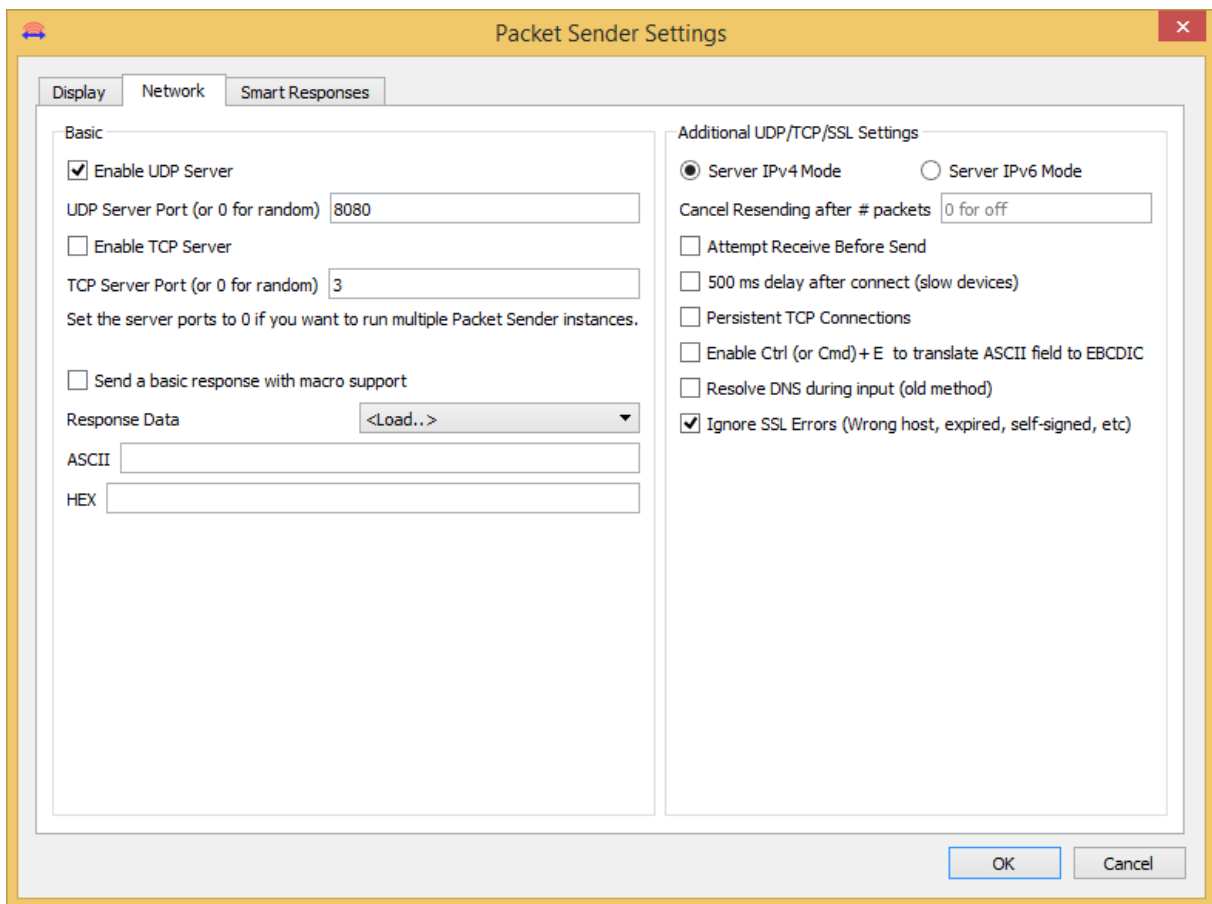 Packet Sender Settings
Display
Network
Smart Responses
Basic
Enable UDP Server
UDP Server Port (or 0 for random) 8080
Enable TCP Server
TCP Server Port (or 0 for random) 3
Set the server ports to 0 if you want to run multiple Packet Sender instances.
Send a basic response with macro support
Response Data <Load..>
ASCII
HEX
Additional UDP/TCP/SSL Settings
Server IPv4 Mode Server IPv6 Mode
Cancel Resending after # packets 0 for off
Attempt Receive Before Send
500 ms delay after connect (slow devices)
Persistent TCP Connections
Enable Ctrl (or Cmd)+E to translate ASCII field to EBCDIC
Resolve DNS during input (old method)
Ignore SSL Errors (Wrong host, expired, self-signed, etc)
OK
Cancel